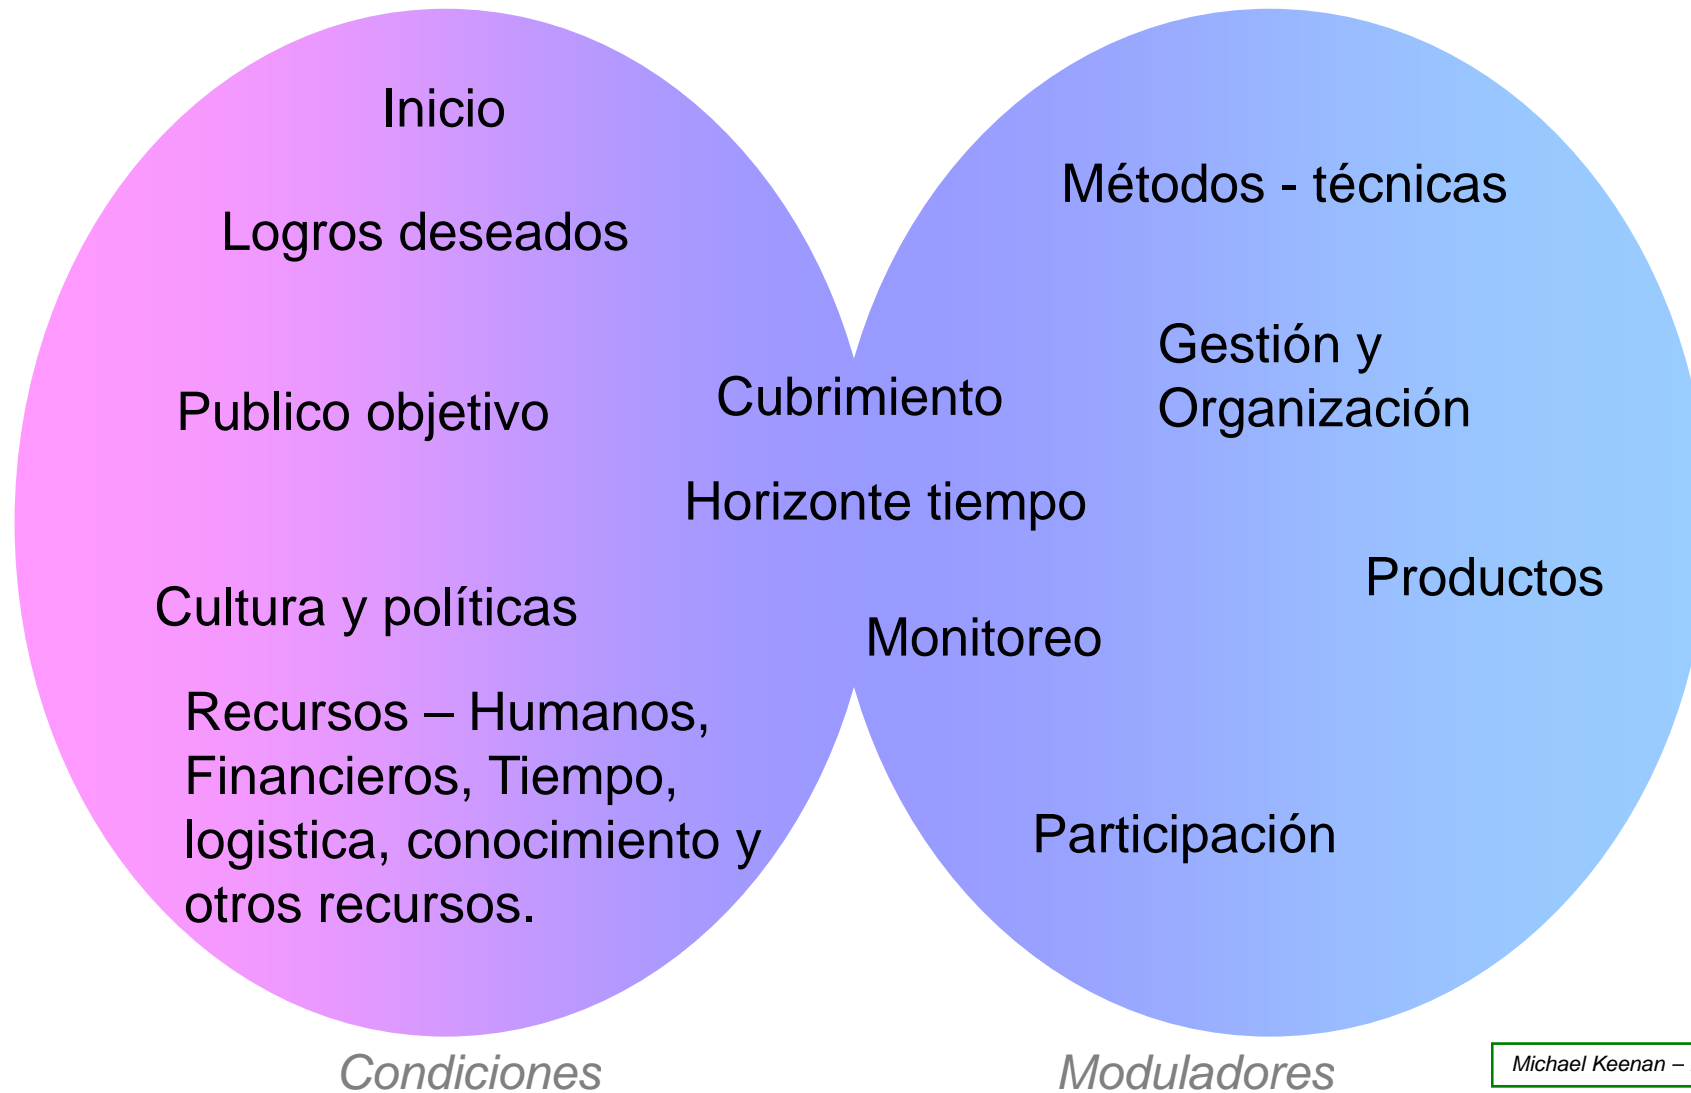 Inicio
Logros deseados
Publico objetivo
Cultura y políticas
Recursos – Humanos,
Financieros, Tiempo,
logistica, conocimiento y
otros recursos.
Cubrimiento
Horizonte tiempo
Monitoreo
Métodos - técnicas
Gestión y
Organización
Productos
Participación
Condiciones
Moduladores
Michael Keenan –